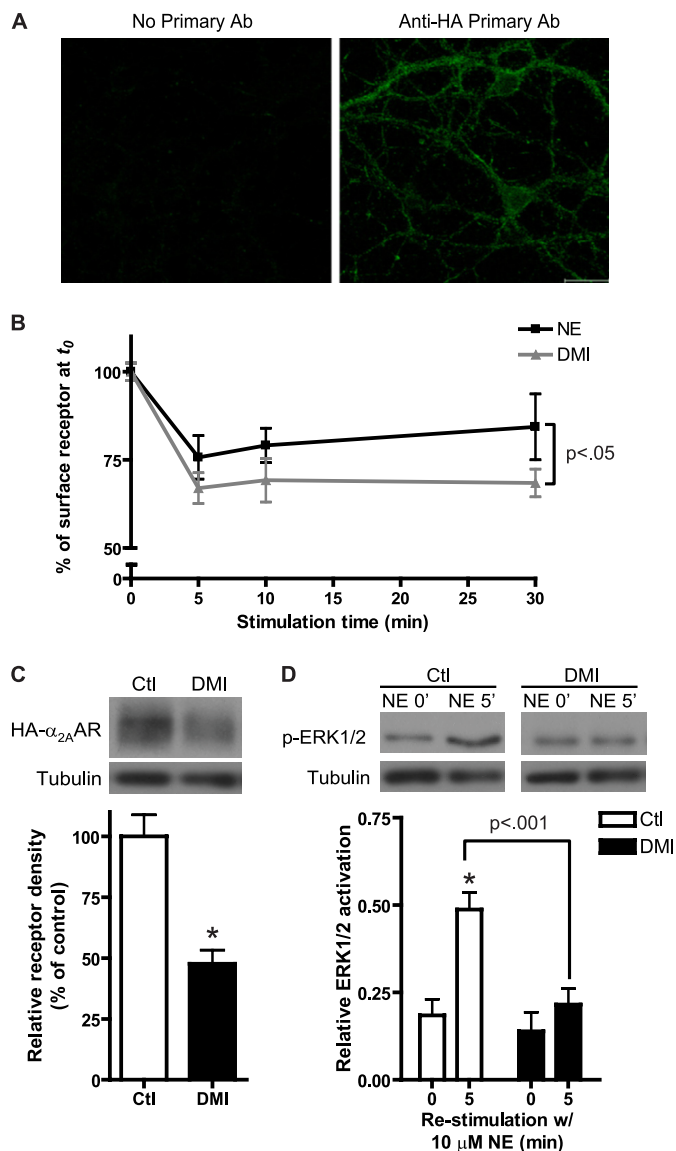 A
No Primary Ab
Anti-HA Primary Ab
B
% of surface receptor at t₀
100
75
50
0
NE
DMI
p<.05
0 5 10 15 20 25 30
Stimulation time (min)
C
Ctl DMI
HA-α₂ₐAR
Tubulin
Relative receptor density
(% of control)
100
75
50
25
0
*
Ctl DMI
D
Ctl DMI
NE 0' NE 5' NE 0' NE 5'
p-ERK1/2
Tubulin
Relative ERK1/2 activation
0.75
0.50
0.25
0.00
p<.001
Ctl
DMI
*
0 5 0 5
Re-stimulation w/
10 μM NE (min)